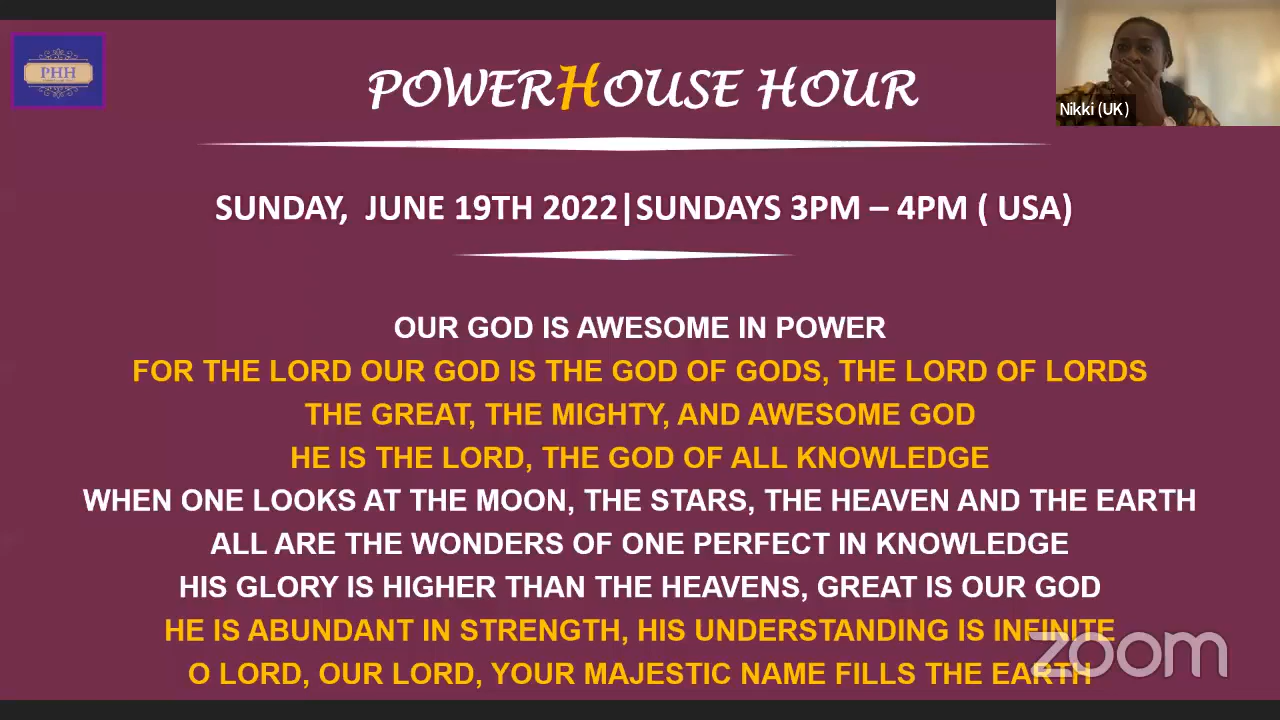 PHH
POWERHOUSE HOUR
Nikki (UK)
SUNDAY, JUNE 19TH 2022|SUNDAYS 3PM – 4PM ( USA)
OUR GOD IS AWESOME IN POWER
FOR THE LORD OUR GOD IS THE GOD OF GODS, THE LORD OF LORDS
THE GREAT, THE MIGHTY, AND AWESOME GOD
HE IS THE LORD, THE GOD OF ALL KNOWLEDGE
WHEN ONE LOOKS AT THE MOON, THE STARS, THE HEAVEN AND THE EARTH
ALL ARE THE WONDERS OF ONE PERFECT IN KNOWLEDGE
HIS GLORY IS HIGHER THAN THE HEAVENS, GREAT IS OUR GOD
HE IS ABUNDANT IN STRENGTH, HIS UNDERSTANDING IS INFINITE
O LORD, OUR LORD, YOUR MAJESTIC NAME FILLS THE EARTH
zoom